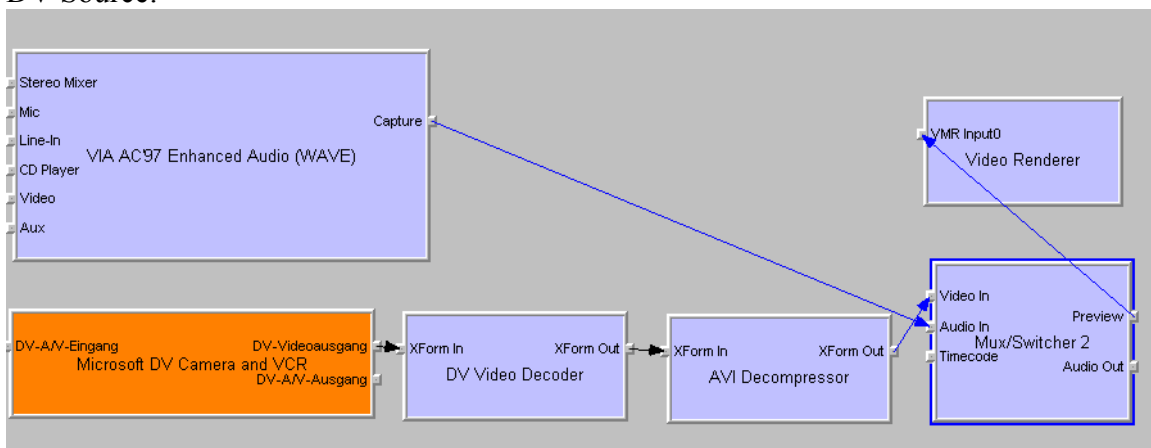 DV Source:
Stereo Mixer
Mic
Line-In
CD Player
Video
Aux
VIA AC'97 Enhanced Audio (WAVE)
Capture
VMR Input0
Video Renderer
DV-A/V-Eingang
DV-Videoausgang
Microsoft DV Camera and VCR
DV-A/V-Ausgang
XForm In
XForm Out
DV Video Decoder
XForm In
XForm Out
AVI Decompressor
Video In
Preview
Audio In
Mux/Switcher 2
Timecode
Audio Out